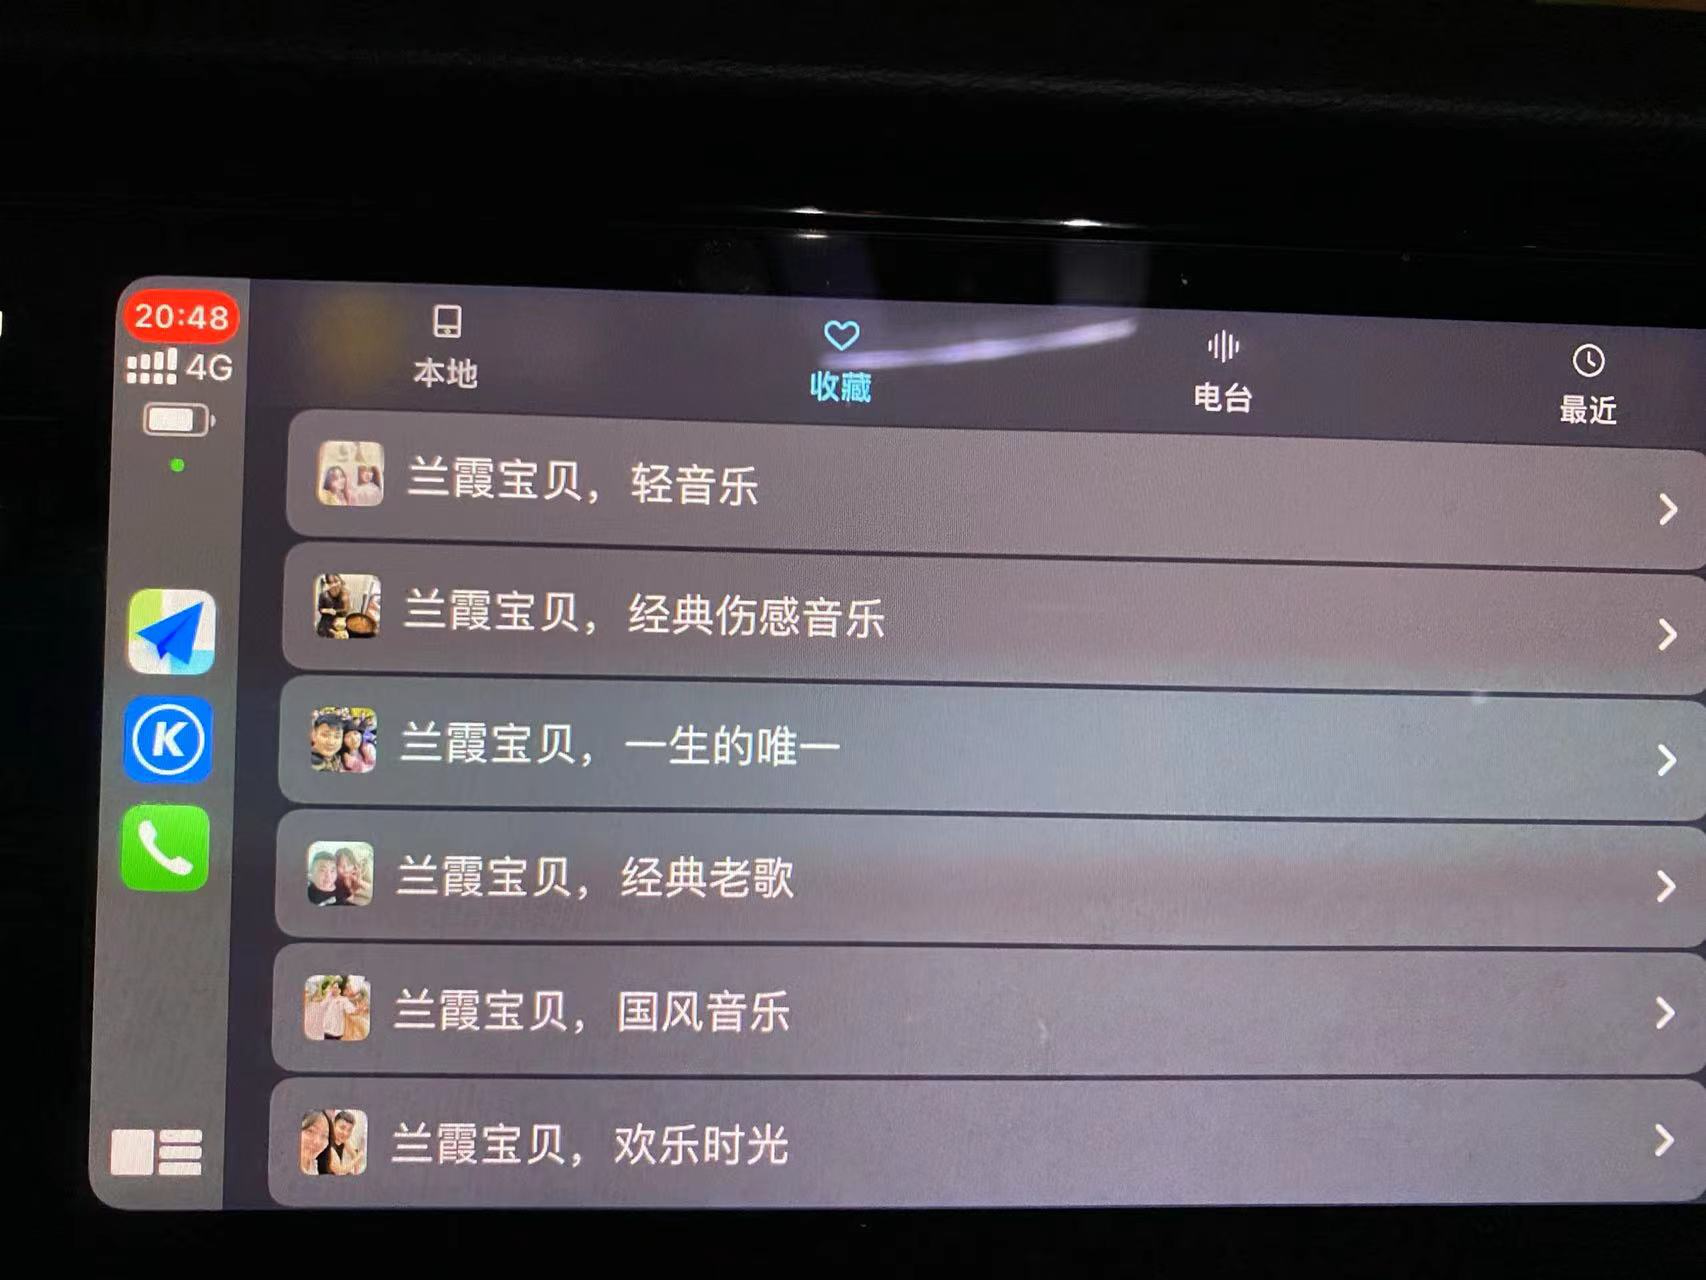 20:48
4G
本地
收藏
电台
最近
兰霞宝贝，轻音乐
兰霞宝贝，经典伤感音乐
兰霞宝贝，一生的唯一
K
兰霞宝贝，经典老歌
兰霞宝贝，国风音乐
兰霞宝贝，欢乐时光